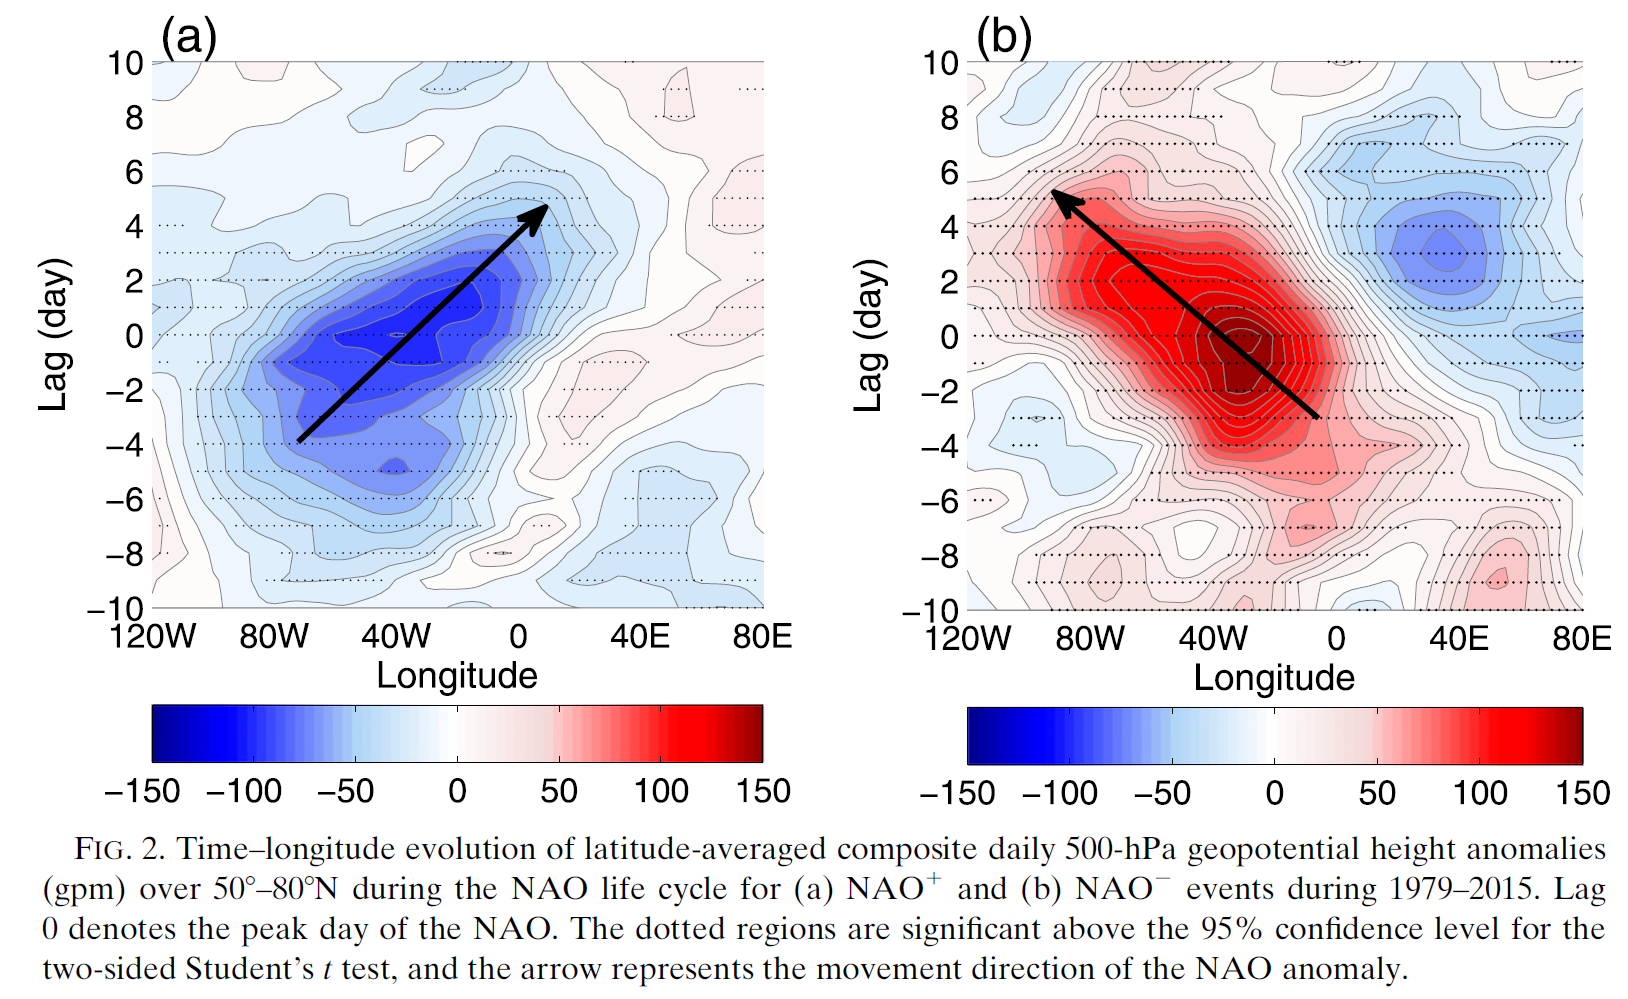 (a)
10
8
6
4
2
0
−2
−4
−6
−8
−10
Lag (day)
120W 80W 40W 0 40E 80E
Longitude
−150 −100 −50 0 50 100 150
(b)
10
8
6
4
2
0
−2
−4
−6
−8
−10
Lag (day)
120W 80W 40W 0 40E 80E
Longitude
−150 −100 −50 0 50 100 150
FIG. 2. Time–longitude evolution of latitude-averaged composite daily 500-hPa geopotential height anomalies
(gpm) over 50°–80°N during the NAO life cycle for (a) NAO⁺ and (b) NAO⁻ events during 1979–2015. Lag
0 denotes the peak day of the NAO. The dotted regions are significant above the 95% confidence level for the
two-sided Student's t test, and the arrow represents the movement direction of the NAO anomaly.